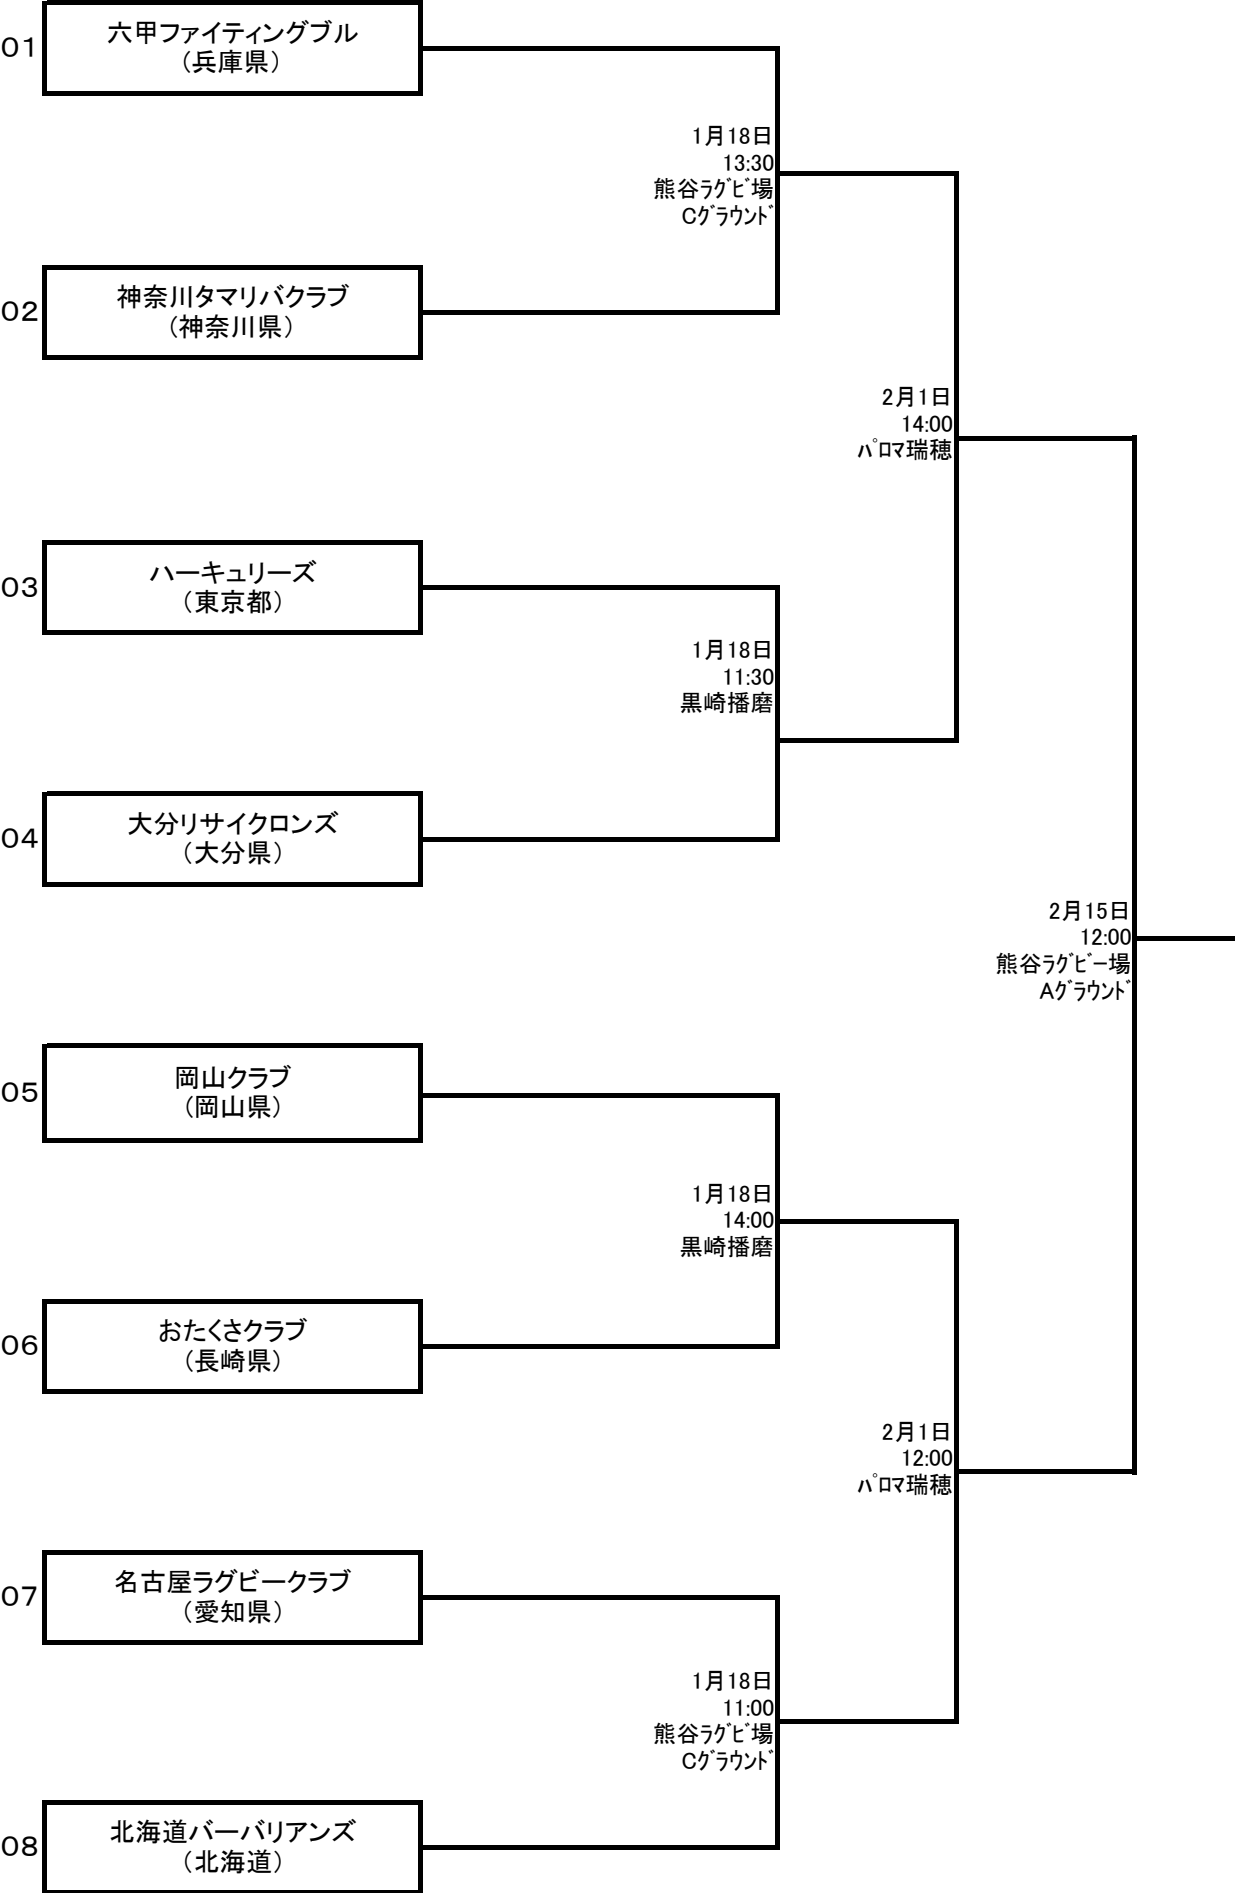 01
六甲ファイティングブル
(兵庫県)
1月18日
13:30
熊谷ラグビ場
Cグラウンド
02
神奈川タマリバクラブ
(神奈川県)
2月1日
14:00
パロマ瑞穂
03
ハーキュリーズ
(東京都)
1月18日
11:30
黒崎播磨
04
大分リサイクロンズ
(大分県)
2月15日
12:00
熊谷ラグビー場
Aグラウンド
05
岡山クラブ
(岡山県)
1月18日
14:00
黒崎播磨
06
おたくさクラブ
(長崎県)
2月1日
12:00
パロマ瑞穂
07
名古屋ラグビークラブ
(愛知県)
1月18日
11:00
熊谷ラグビ場
Cグラウンド
08
北海道バーバリアンズ
(北海道)